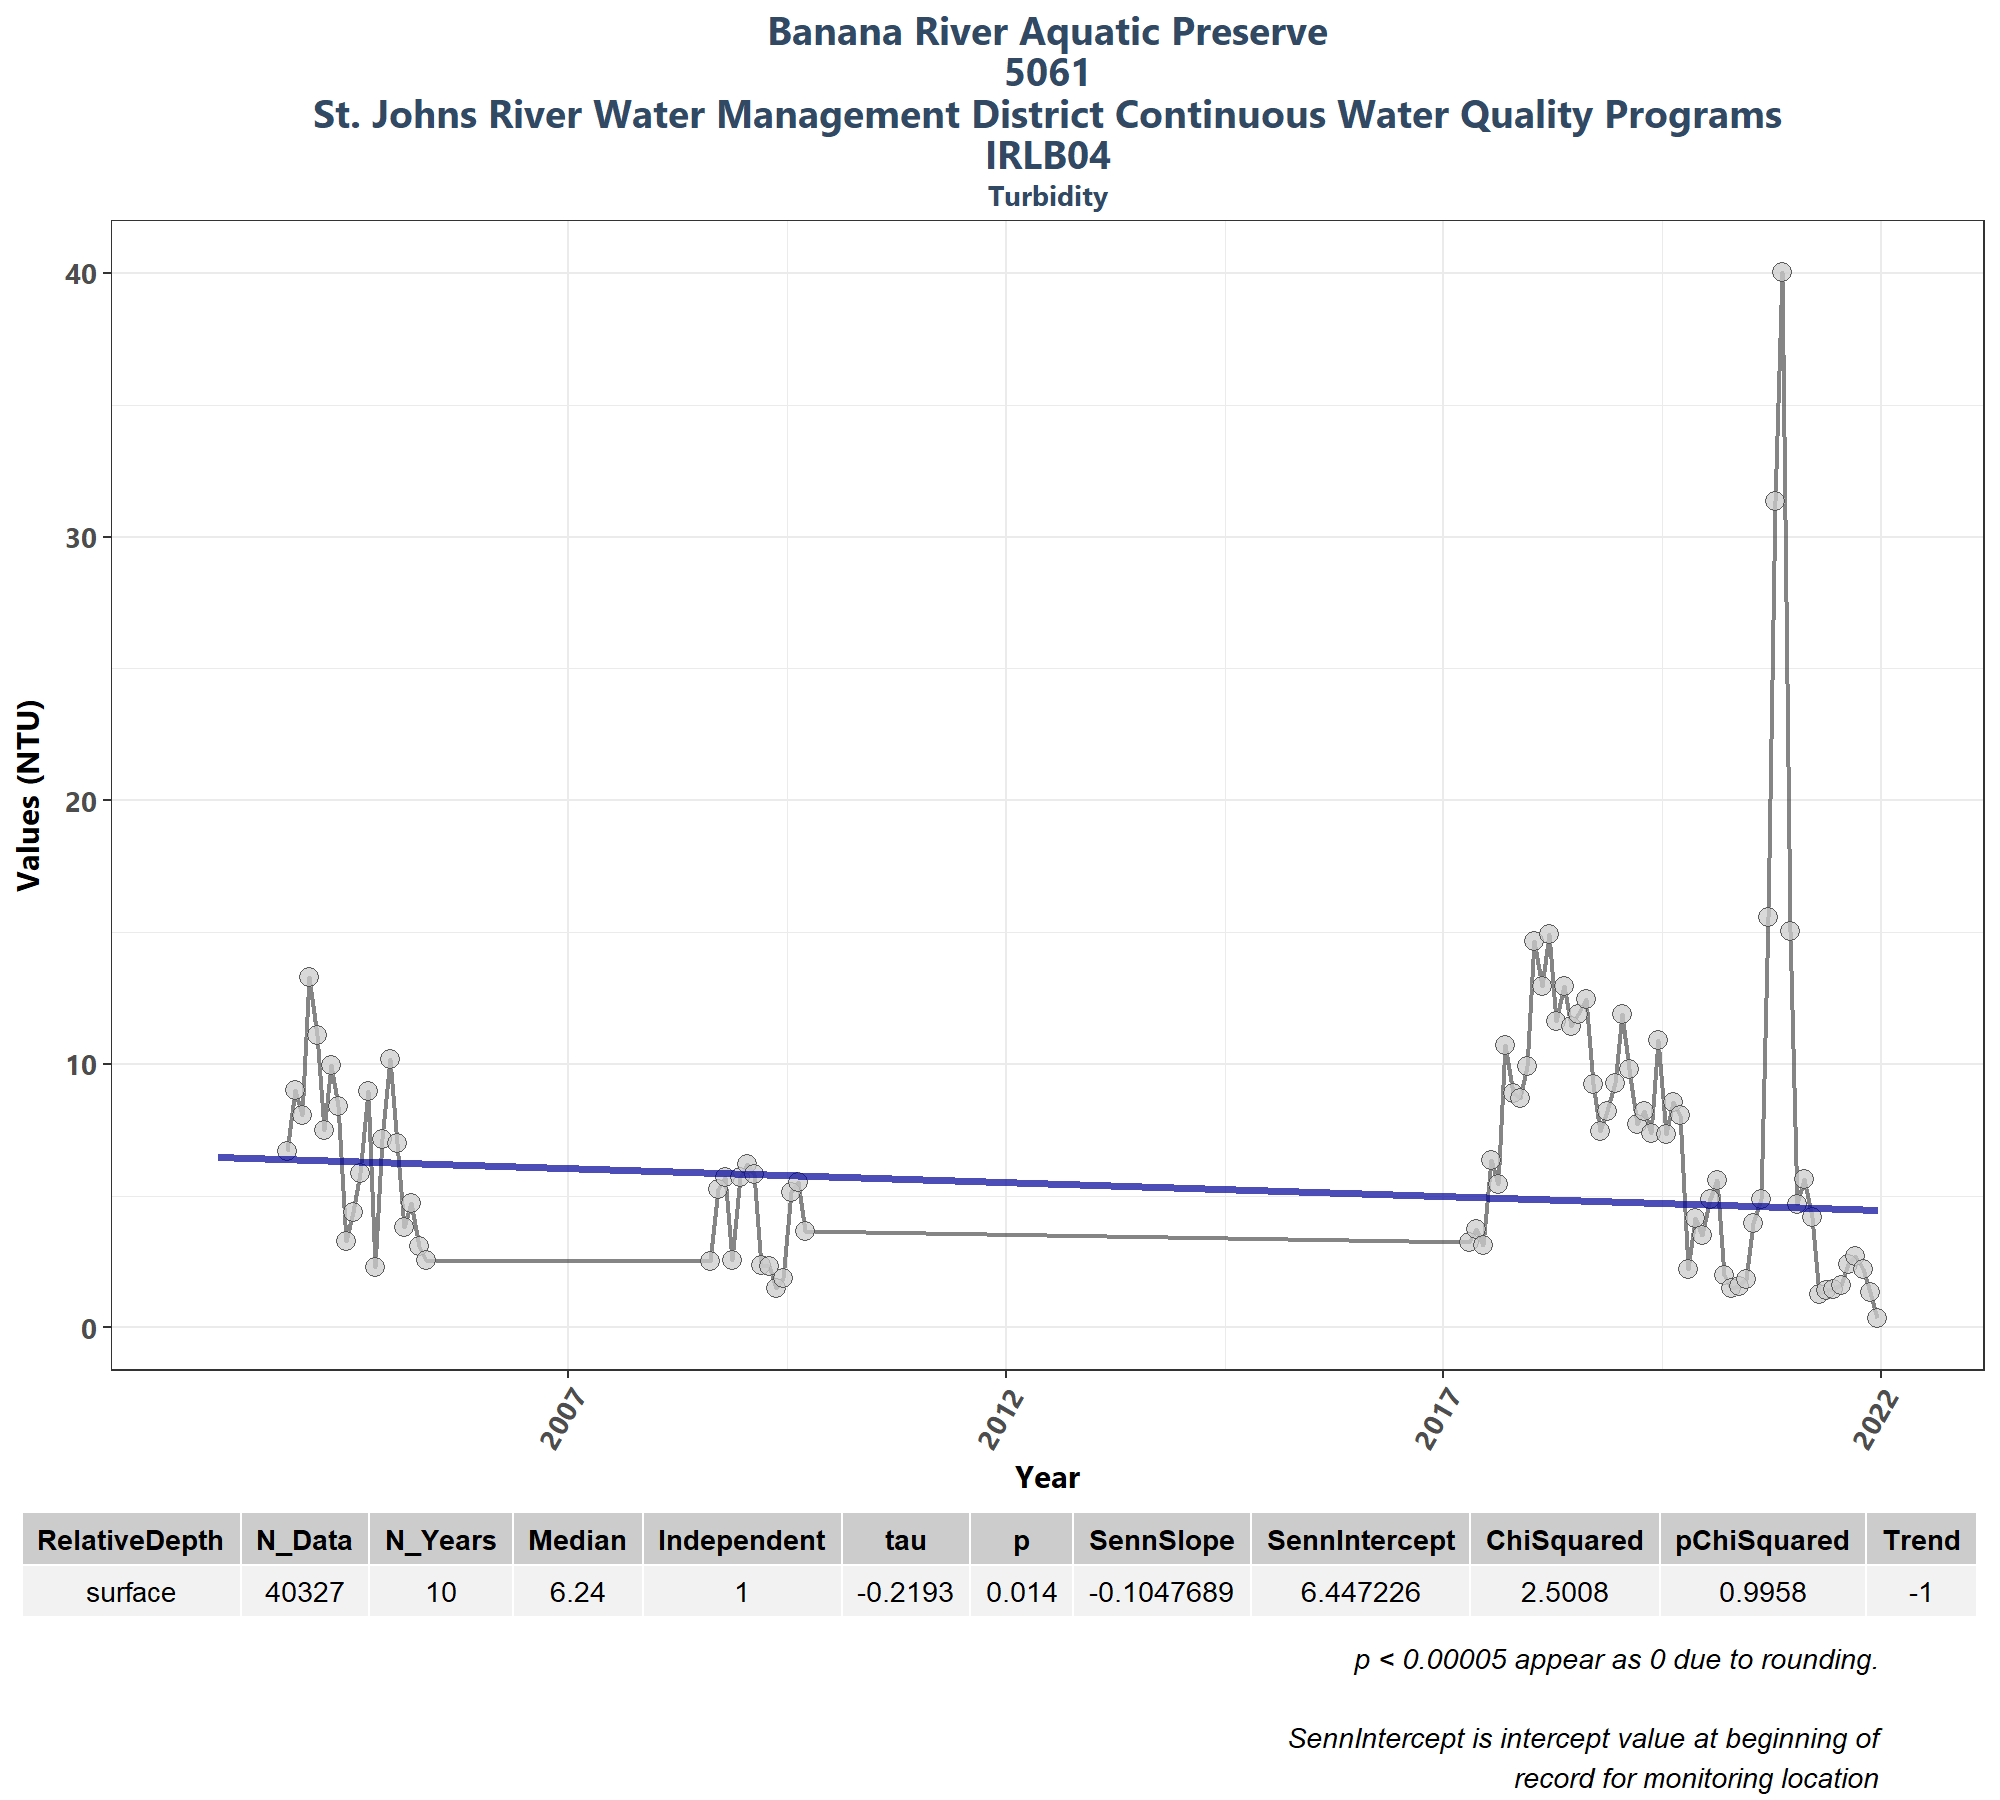 Banana River Aquatic Preserve
5061
St. Johns River Water Management District Continuous Water Quality Programs
IRLB04
Turbidity
40
30
20
10
0
Values (NTU)
2007
2012
2017
2022
Year
RelativeDepth N_Data N_Years Median Independent tau p SennSlope SennIntercept ChiSquared pChiSquared Trend
surface 40327 10 6.24 1 -0.2193 0.014 -0.1047689 6.447226 2.5008 0.9958 -1
p < 0.00005 appear as 0 due to rounding.
SennIntercept is intercept value at beginning of
record for monitoring location